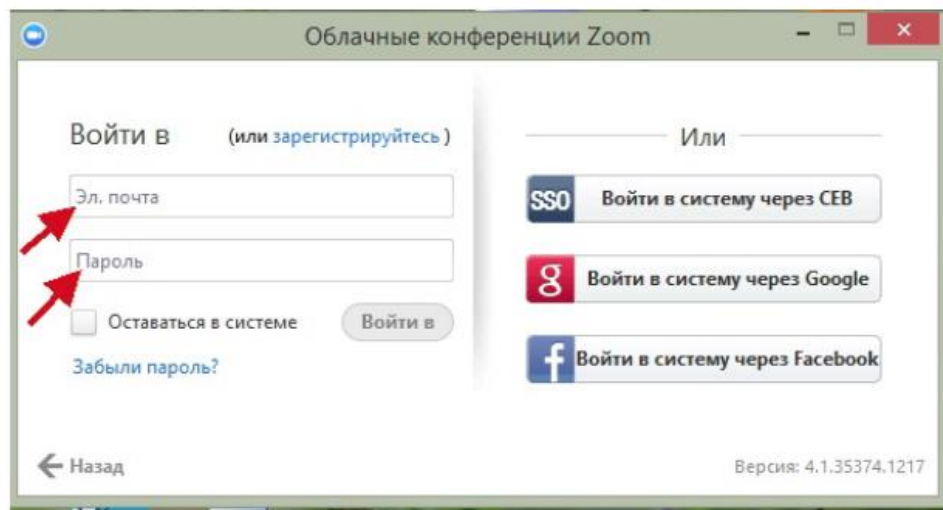 Облачные конференции Zoom
Войти в (или зарегистрируйтесь)
Эл. почта
Пароль
Оставаться в системе
Войти в
Забыли пароль?
Или
SSO Войти в систему через СЕВ
g Войти в систему через Google
f Войти в систему через Facebook
Назад
Версия: 4.1.35374.1217